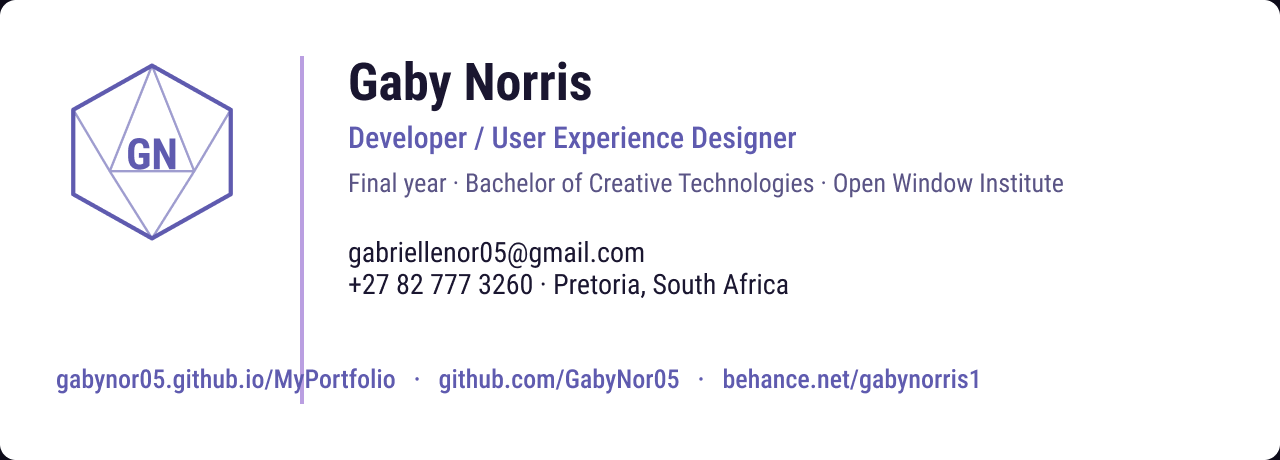 GN
Gaby Norris
Developer / User Experience Designer
Final year · Bachelor of Creative Technologies · Open Window Institute
gabriellenor05@gmail.com
+27 82 777 3260 · Pretoria, South Africa
gabynor05.github.io/MyPortfolio · github.com/GabyNor05 · behance.net/gabynorris1